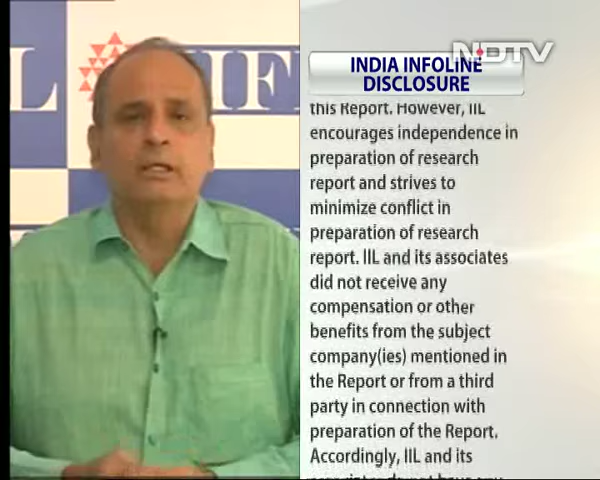 NDTV
INDIA INFOLINE
DISCLOSURE
L
IIF
this Report. However, IIL
encourages independence in
preparation of research
report and strives to
minimize conflict in
preparation of research
report. IIL and its associates
did not receive any
compensation or other
benefits from the subject
company(ies) mentioned in
the Report or from a third
party in connection with
preparation of the Report.
Accordingly, IIL and its